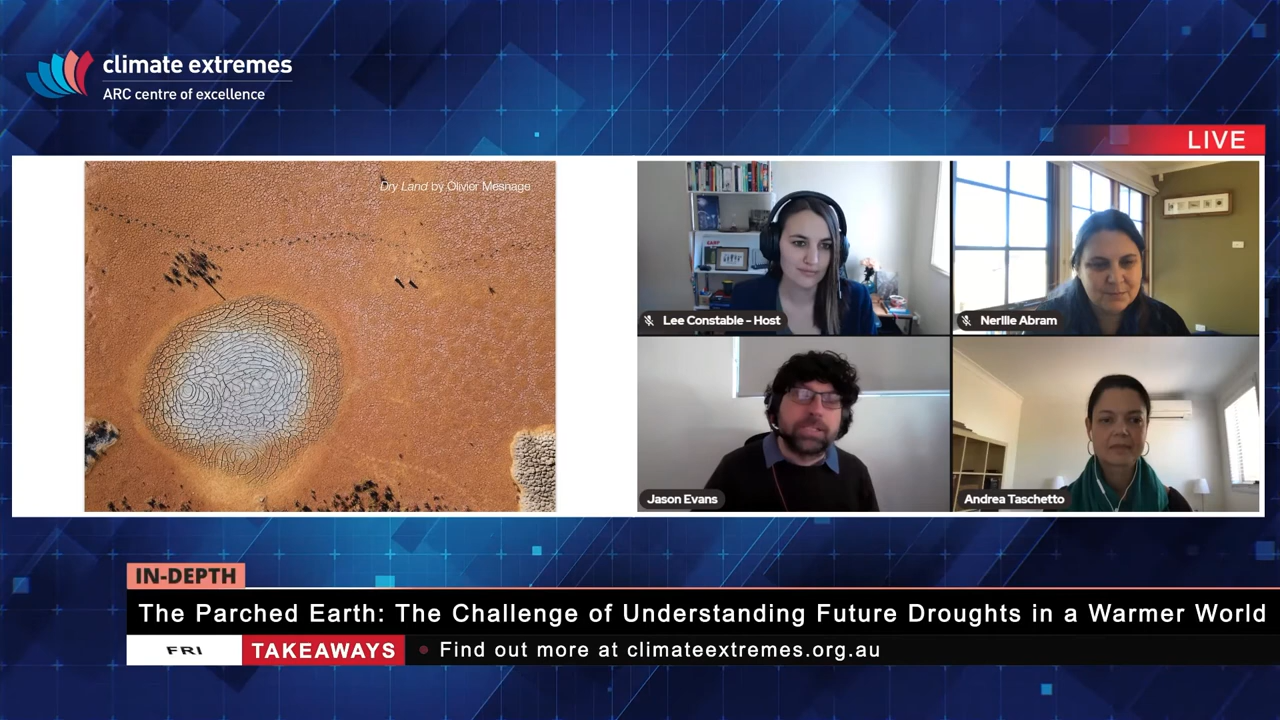 climate extremes
ARC centre of excellence
LIVE
Dry Land by Olivier Mesnage
Lee Constable - Host
Nerilie Abram
Jason Evans
Andrea Taschetto
IN-DEPTH
The Parched Earth: The Challenge of Understanding Future Droughts in a Warmer World
FRI
TAKEAWAYS
Find out more at climateextremes.org.au